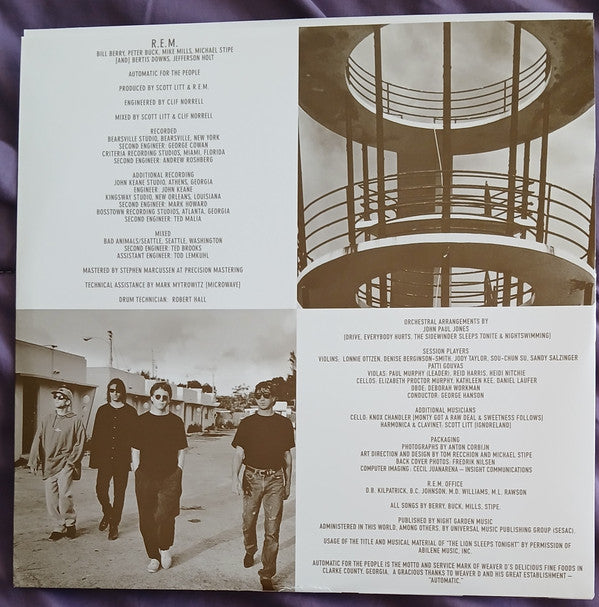 R.E.M.
BILL BERRY, PETER BUCK, MIKE MILLS, MICHAEL STIPE
[AND] BERTIS DOWNS, JEFFERSON HOLT
AUTOMATIC FOR THE PEOPLE
PRODUCED BY SCOTT LITT & R.E.M.
ENGINEERED BY CLIF NORRELL
MIXED BY SCOTT LITT & CLIF NORRELL
RECORDED
BEARSVILLE STUDIO, BEARSVILLE, NEW YORK
SECOND ENGINEER: GEORGE COWAN
CRITERIA RECORDING STUDIOS, MIAMI, FLORIDA
SECOND ENGINEER: ANDREW ROSHBERG
ADDITIONAL RECORDING
JOHN KEANE STUDIO, ATHENS, GEORGIA
ENGINEER: JOHN KEANE
KINGSWAY STUDIO, NEW ORLEANS, LOUISIANA
SECOND ENGINEER: MARK HOWARD
BOSSTOWN RECORDING STUDIOS, ATLANTA, GEORGIA
SECOND ENGINEER: TED MALIA
MIXED
BAD ANIMALS/SEATTLE, SEATTLE, WASHINGTON
SECOND ENGINEER: TED BROOKS
ASSISTANT ENGINEER: TOD LEMKUHL
MASTERED BY STEPHEN MARCUSSEN AT PRECISION MASTERING
TECHNICAL ASSISTANCE BY MARK MYTROWITZ [MICROWAVE]
DRUM TECHNICIAN: ROBERT HALL
ORCHESTRAL ARRANGEMENTS BY
JOHN PAUL JONES
[DRIVE, EVERYBODY HURTS, THE SIDEWINDER SLEEPS TONITE & NIGHTSWIMMING]
SESSION PLAYERS
VIOLINS, LONNIE OTTZEN, DENISE BERGINSON-SMITH, JODY TAYLOR, SOU-CHUN SU, SANDY SALZINGER
PATTI GOUVAS
VIOLAS: PAUL MURPHY (LEADER), REID HARRIS, HEIDI NITCHIE
CELLOS: ELIZABETH PROCTOR MURPHY, KATHLEEN KEE, DANIEL LAUFER
OBOE: DEBORAH WORKMAN
CONDUCTOR: GEORGE HANSON
ADDITIONAL MUSICIANS
CELLO: KNOX CHANDLER [MONTY GOT A RAW DEAL & SWEETNESS FOLLOWS]
HARMONICA & CLAVINET: SCOTT LITT [IGNORELAND]
PACKAGING
PHOTOGRAPHS BY ANTON CORBIJN
ART DIRECTION AND DESIGN BY TOM RECCHION AND MICHAEL STIPE
BACK COVER PHOTOS: FREDRIK NILSEN
COMPUTER IMAGING: CECIL JUANARENA — INSIGHT COMMUNICATIONS
R.E.M. OFFICE
D.B. KILPATRICK, B.C. JOHNSON, M.D. WILLIAMS, M.L. RAWSON
ALL SONGS BY BERRY, BUCK, MILLS, STIPE.
PUBLISHED BY NIGHT GARDEN MUSIC
ADMINISTERED IN THIS WORLD, AMONG OTHERS, BY UNIVERSAL MUSIC PUBLISHING GROUP (SESAC).
USAGE OF THE TITLE AND MUSICAL MATERIAL OF "THE LION SLEEPS TONIGHT" BY PERMISSION OF
ABILENE MUSIC, INC.
AUTOMATIC FOR THE PEOPLE IS THE MOTTO AND SERVICE MARK OF WEAVER D'S DELICIOUS FINE FOODS IN
CLARKE COUNTY, GEORGIA. A GRACIOUS THANKS TO WEAVER D AND HIS GREAT ESTABLISHMENT —
"AUTOMATIC."